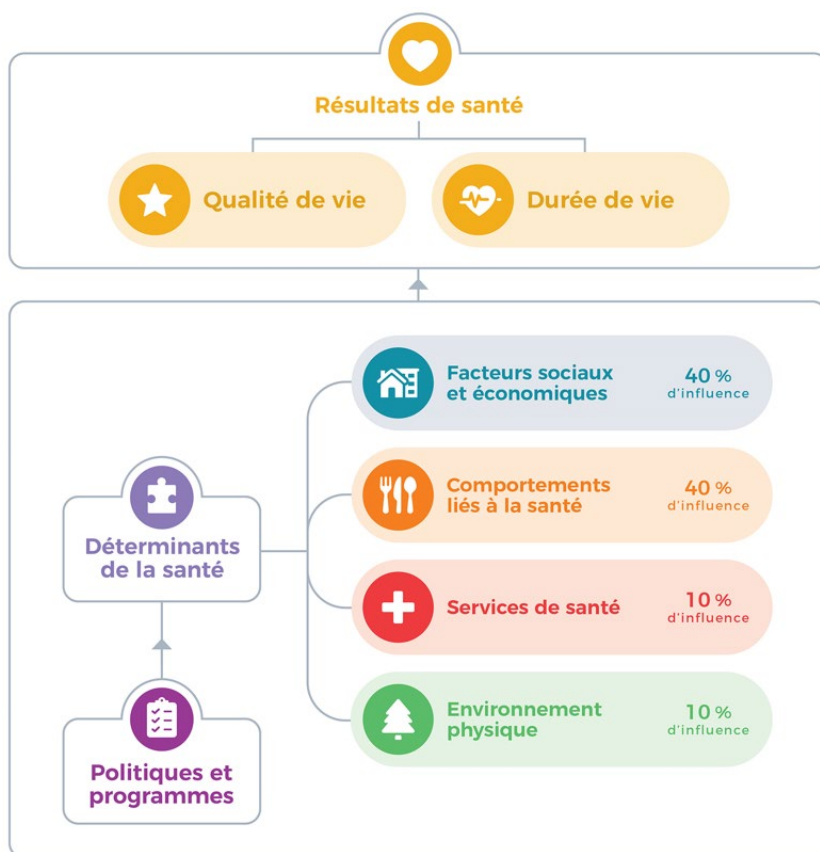 Résultats de santé
Qualité de vie
Durée de vie
Facteurs sociaux
et économiques
40 %
d'influence
Comportements
liés à la santé
40 %
d'influence
Déterminants
de la santé
Services de santé
10 %
d'influence
Environnement
physique
10 %
d'influence
Politiques et
programmes